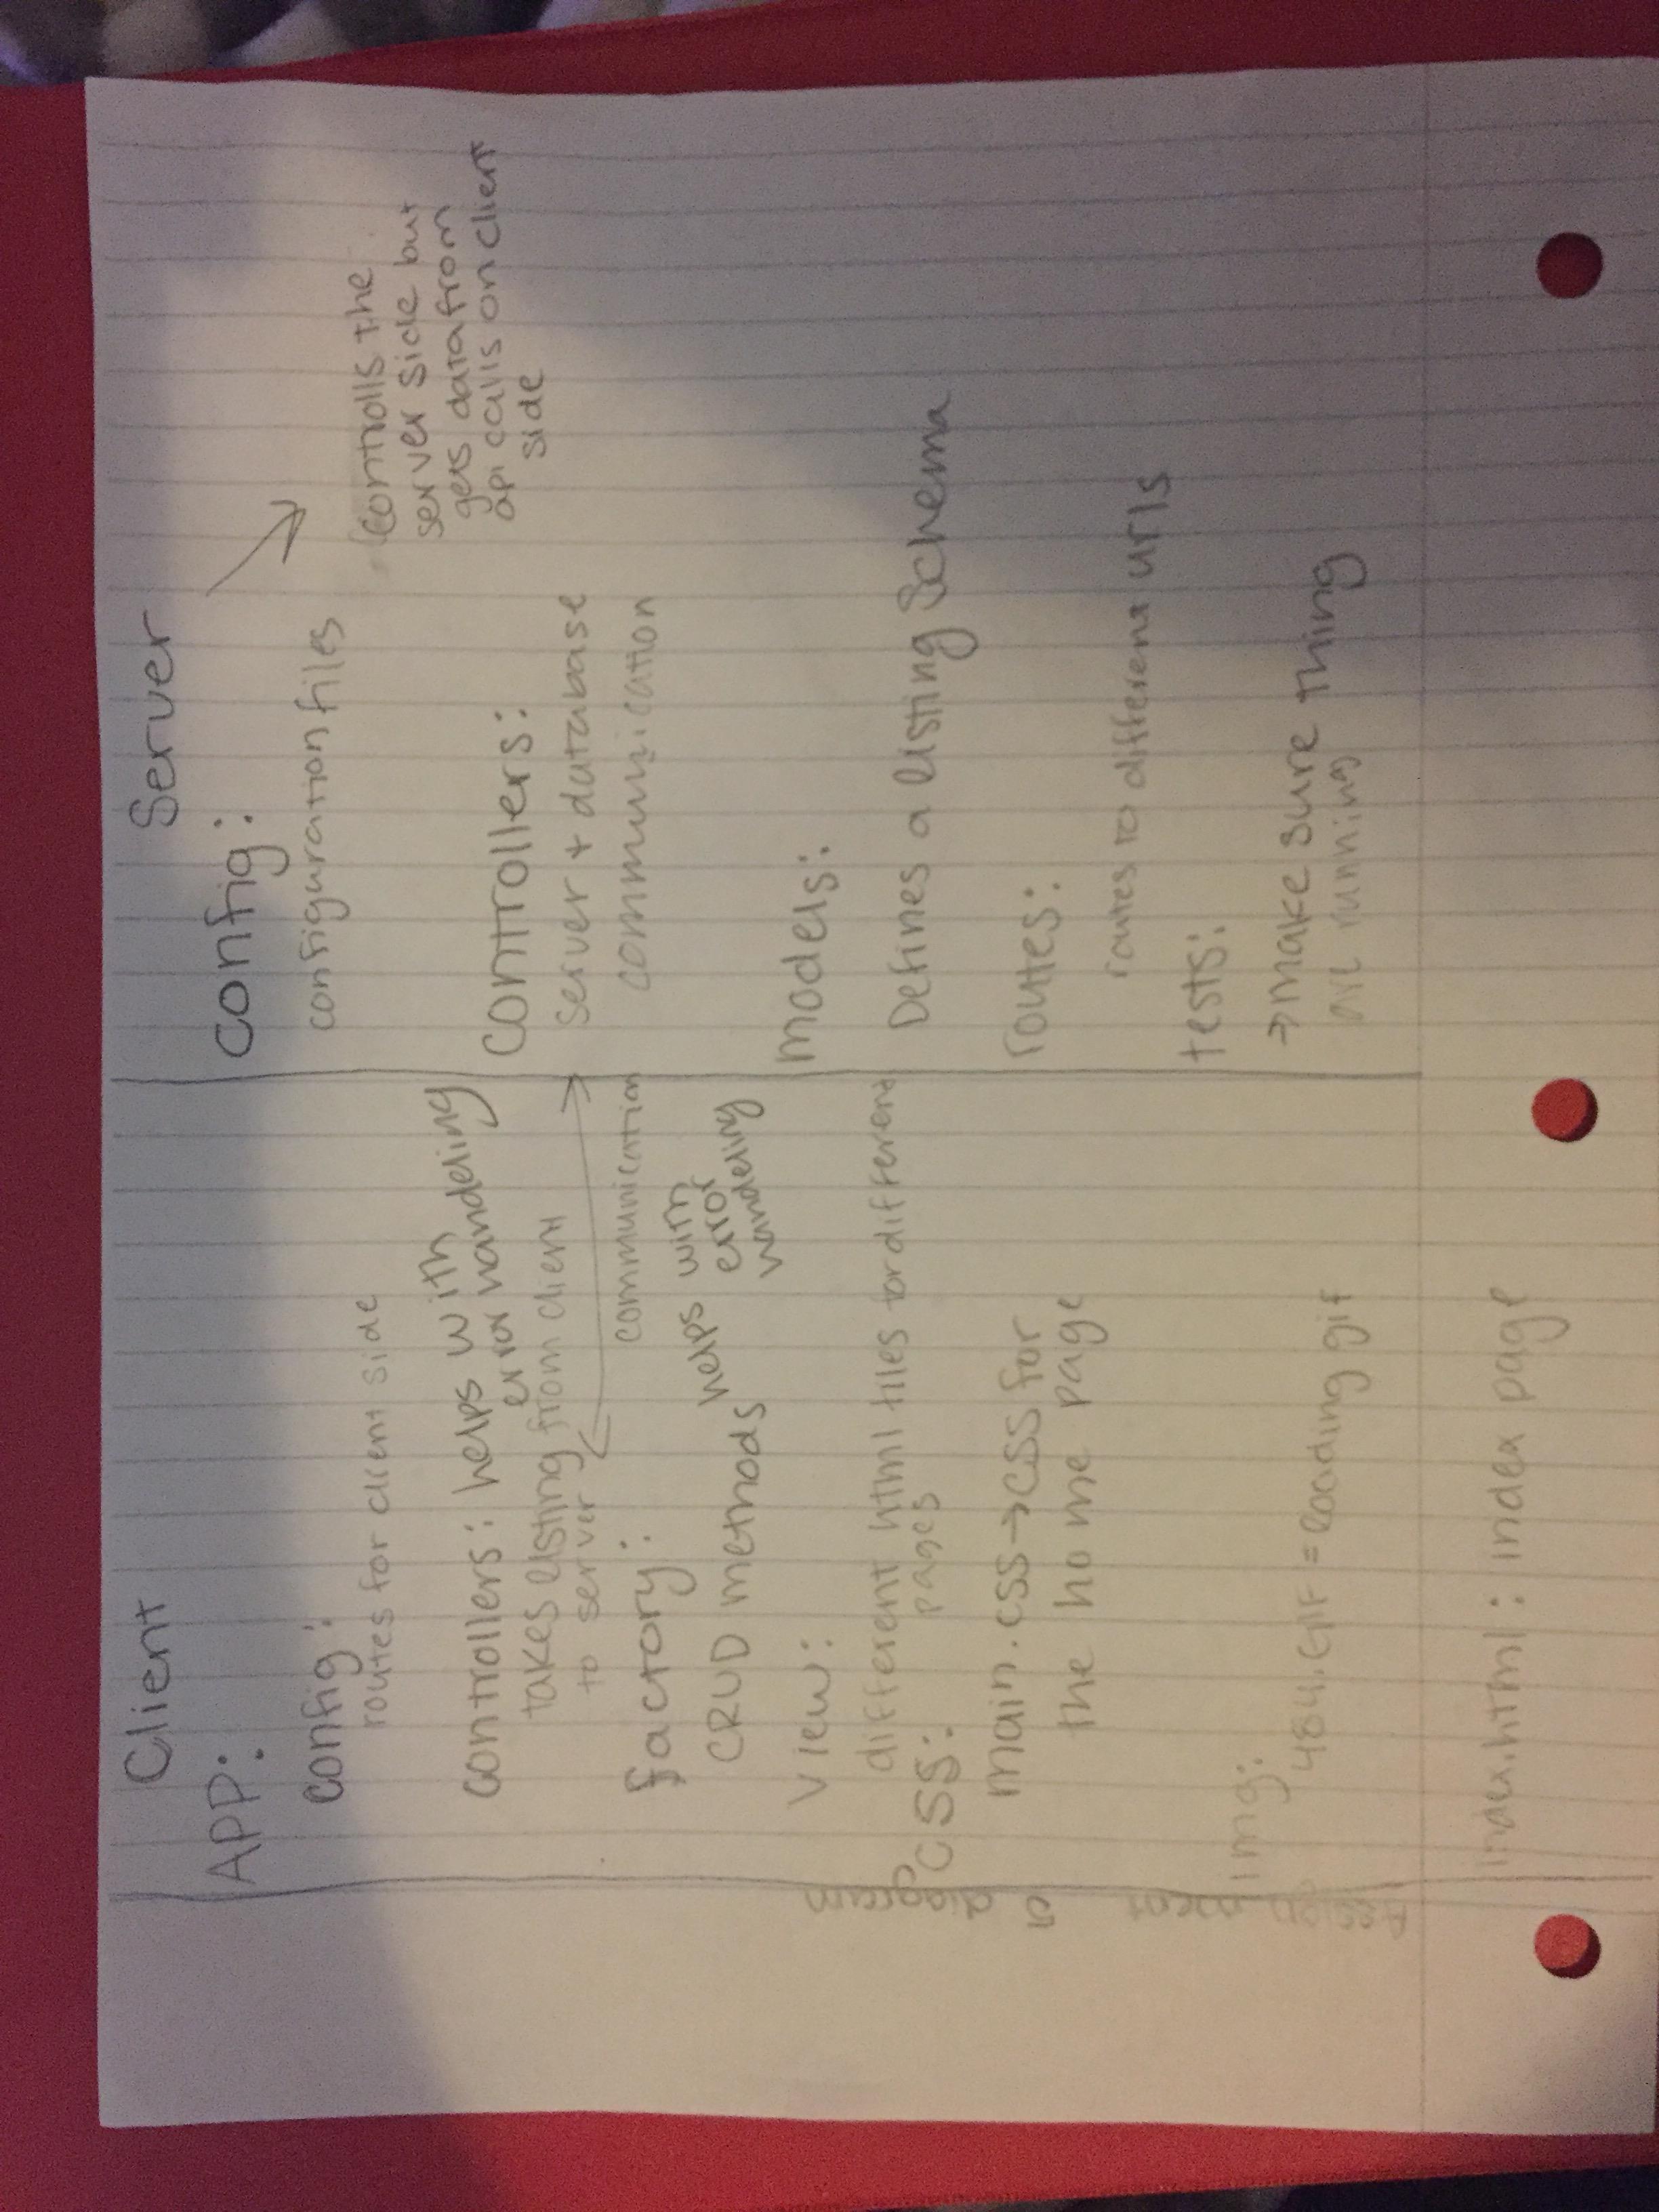 Client
APP:
config:
routes for client side
controllers: helps with
error handeling
takes listing from client
to server
communication
factory:
CRUD methods helps with
error
handeling
View:
different html files for different
pages
CSS:
main.css → css for
the home page
img:
484.GIF = loading gif
index.html: index page
Assignment 5 diagram
Server
config:
configuration files
controlls the
server side but
gets data from
api calls on client
side
controllers:
server + database
communication
models:
Defines a listing Schema
routes:
routes to different urls
tests:
→ make sure thing
are running